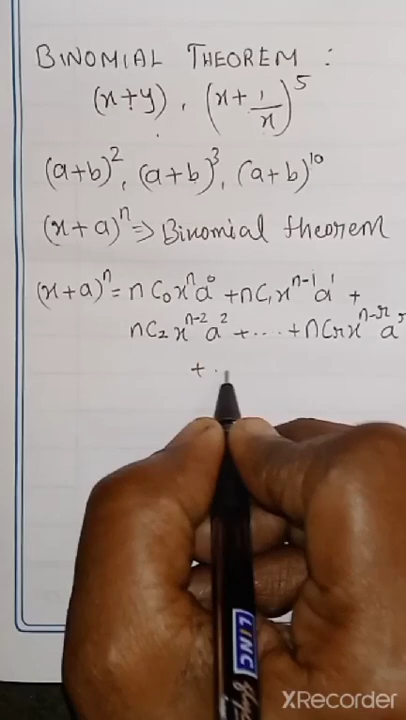 BINOMIAL THEOREM :
(x+y), (x+1/x)^5
(a+b)^2, (a+b)^3, (a+b)^10
(x+a)^n ⇒ Binomial theorem
(x+a)^n = nC0 x^n a^0 + nC1 x^n-1 a^1 +
nC2 x^n-2 a^2 + .... + nCr x^n-r a^r
+ ..
LINC
XRecorder